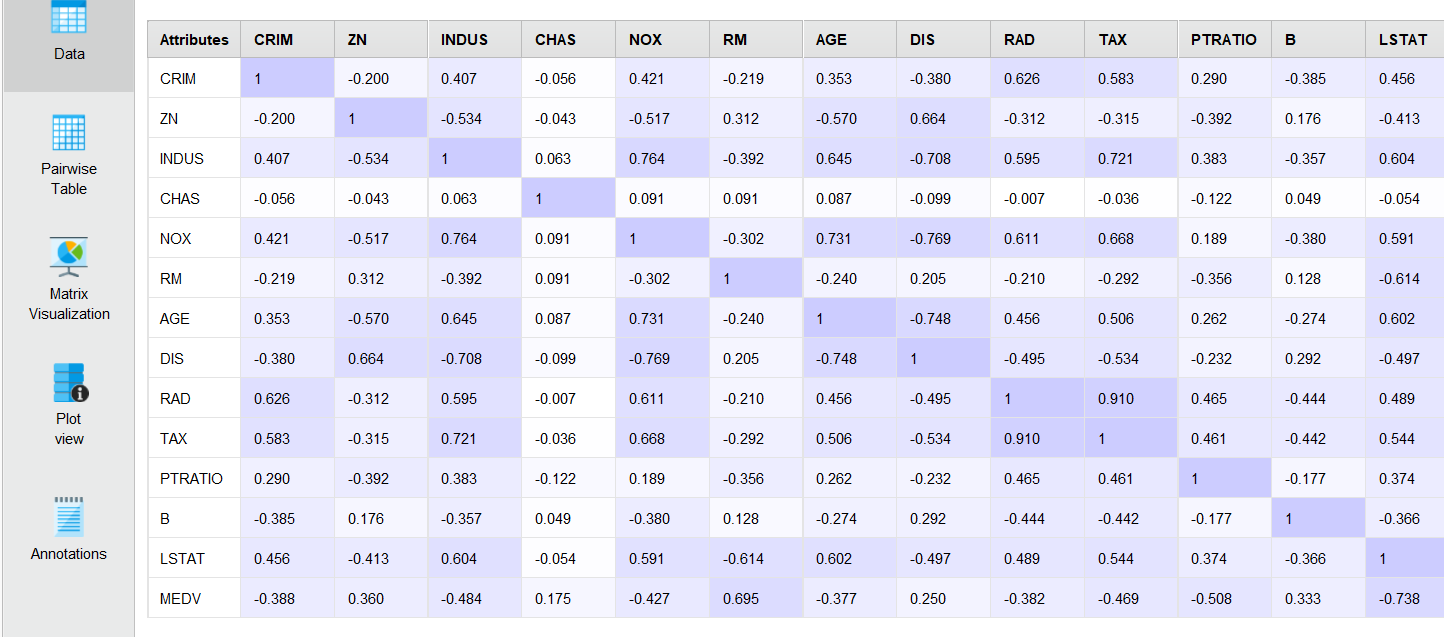 Data
Pairwise
Table
Matrix
Visualization
Plot
view
Annotations
Attributes CRIM ZN INDUS CHAS NOX RM AGE DIS RAD TAX PTRATIO B LSTAT
CRIM 1 -0.200 0.407 -0.056 0.421 -0.219 0.353 -0.380 0.626 0.583 0.290 -0.385 0.456
ZN -0.200 1 -0.534 -0.043 -0.517 0.312 -0.570 0.664 -0.312 -0.315 -0.392 0.176 -0.413
INDUS 0.407 -0.534 1 0.063 0.764 -0.392 0.645 -0.708 0.595 0.721 0.383 -0.357 0.604
CHAS -0.056 -0.043 0.063 1 0.091 0.091 0.087 -0.099 -0.007 -0.036 -0.122 0.049 -0.054
NOX 0.421 -0.517 0.764 0.091 1 -0.302 0.731 -0.769 0.611 0.668 0.189 -0.380 0.591
RM -0.219 0.312 -0.392 0.091 -0.302 1 -0.240 0.205 -0.210 -0.292 -0.356 0.128 -0.614
AGE 0.353 -0.570 0.645 0.087 0.731 -0.240 1 -0.748 0.456 0.506 0.262 -0.274 0.602
DIS -0.380 0.664 -0.708 -0.099 -0.769 0.205 -0.748 1 -0.495 -0.534 -0.232 0.292 -0.497
RAD 0.626 -0.312 0.595 -0.007 0.611 -0.210 0.456 -0.495 1 0.910 0.465 -0.444 0.489
TAX 0.583 -0.315 0.721 -0.036 0.668 -0.292 0.506 -0.534 0.910 1 0.461 -0.442 0.544
PTRATIO 0.290 -0.392 0.383 -0.122 0.189 -0.356 0.262 -0.232 0.465 0.461 1 -0.177 0.374
B -0.385 0.176 -0.357 0.049 -0.380 0.128 -0.274 0.292 -0.444 -0.442 -0.177 1 -0.366
LSTAT 0.456 -0.413 0.604 -0.054 0.591 -0.614 0.602 -0.497 0.489 0.544 0.374 -0.366 1
MEDV -0.388 0.360 -0.484 0.175 -0.427 0.695 -0.377 0.250 -0.382 -0.469 -0.508 0.333 -0.738